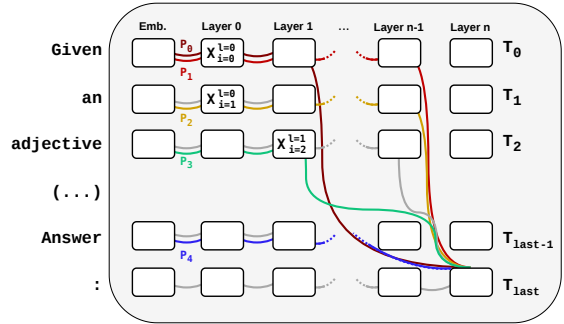 Emb. Layer 0 Layer 1 ... Layer n-1 Layer n
Given P0 X l=0 i=0 T0
P1
an X l=0 i=1 T1
P2
adjective X l=1 i=2 T2
P3
(...)
Answer Tlast-1
P4
: Tlast